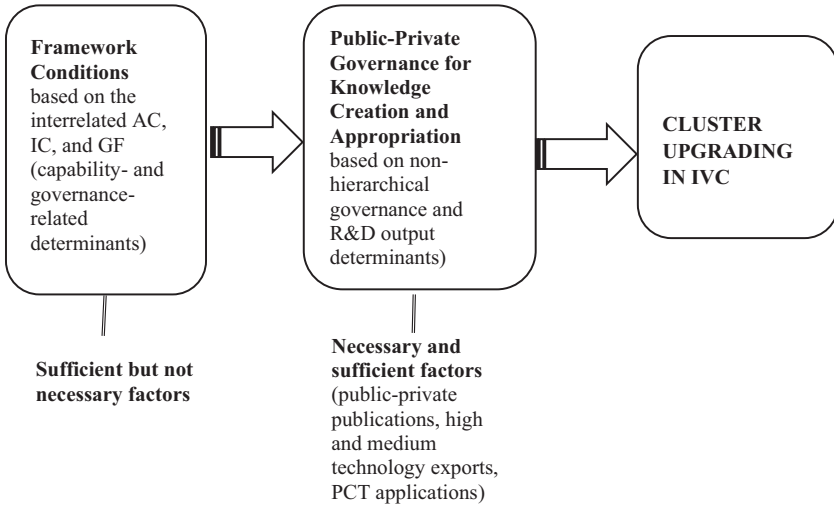 Framework
Conditions
based on the
interrelated AC,
IC, and GF
(capability- and
governance-
related
determinants)
Public-Private
Governance for
Knowledge
Creation and
Appropriation
based on non-
hierarchical
governance and
R&D output
determinants)
CLUSTER
UPGRADING
IN IVC
Sufficient but not
necessary factors
Necessary and
sufficient factors
(public-private
publications, high
and medium
technology exports,
PCT applications)